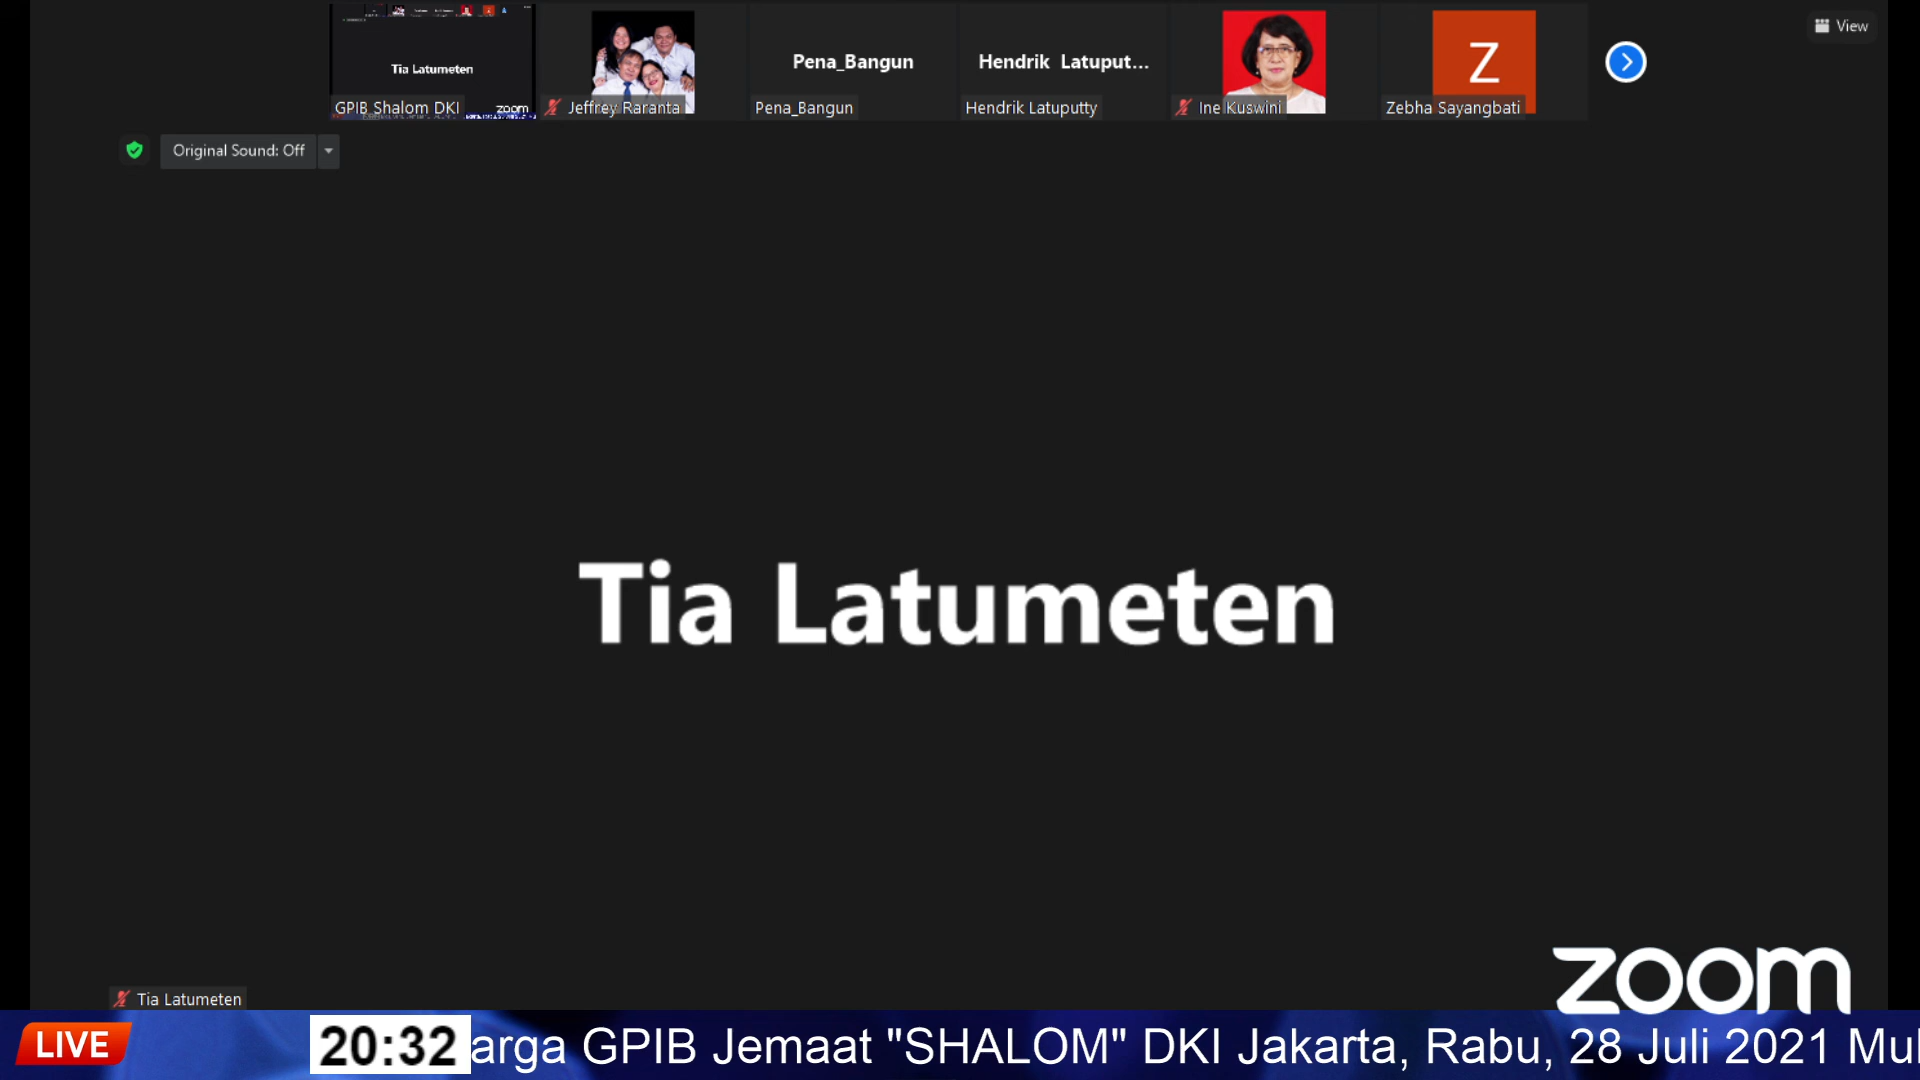 Tia Latumeten
zoom
GPIB Shalom DKI
Jeffrey Raranta
Pena_Bangun
Pena_Bangun
Hendrik Latuput...
Hendrik Latuputty
Ine Kuswini
Z
Zebha Sayangbati
View
Original Sound: Off
Tia Latumeten
zoom
Tia Latumeten
LIVE
20:32
arga GPIB Jemaat "SHALOM" DKI Jakarta, Rabu, 28 Juli 2021